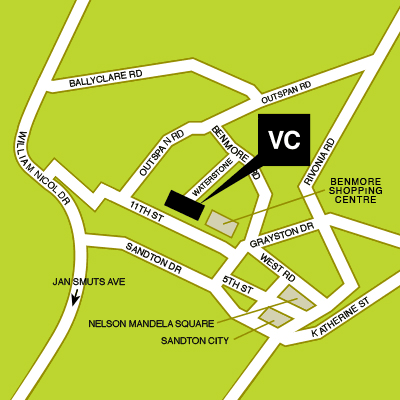 BALLYCLARE RD
OUTSPAN RD
OUTSPAN RD
BENMORE RD
VC
WILLIAM NICOL DR
WATERSTONE
RIVONIA RD
BENMORE
SHOPPING
CENTRE
11TH ST
GRAYSTON DR
SANDTON DR
WEST RD
JAN SMUTS AVE
5TH ST
NELSON MANDELA SQUARE
KATHERINE ST
SANDTON CITY